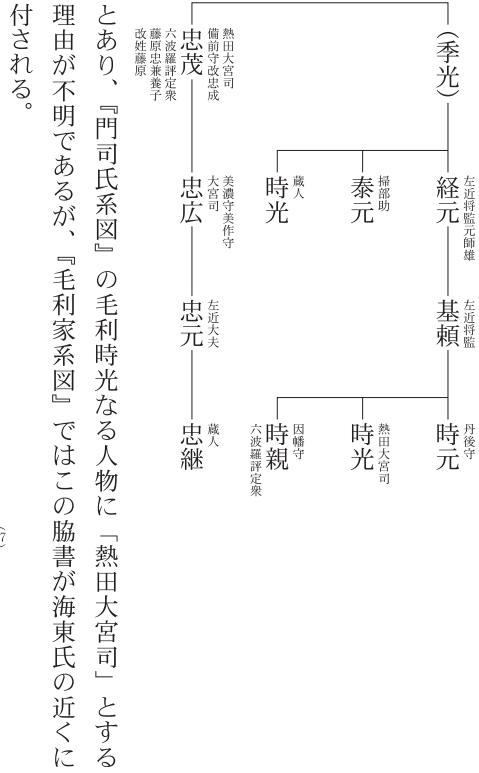 （季光）
左近将監元師雄
経元
左近将監
基頼
丹後守
時元
熱田大宮司
時光
因幡守
時親
六波羅評定衆
掃部助
泰元
蔵人
時光
熱田大宮司
備前守改忠成
忠茂
六波羅評定衆
藤原忠兼養子
改姓藤原
美濃守美作守
大宮司
忠広
左近大夫
忠元
蔵人
忠継
とあり、『門司氏系図』の毛利時光なる人物に「熱田大宮司」とする
理由が不明であるが、『毛利家系図』ではこの脇書が海東氏の近くに
（7）
付される。